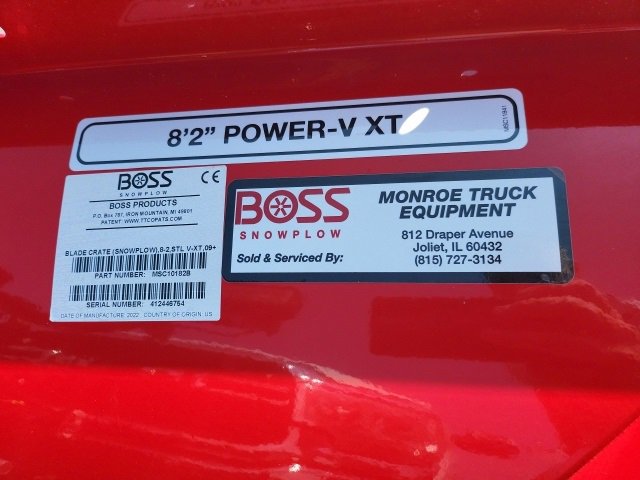 8'2" POWER-V XT
MSC11841
BOSS
SNOWPLOW
CE
BOSS PRODUCTS
P.O. Box 787, IRON MOUNTAIN, MI 49801
PATENT: WWW.TTCOPATS.COM
BLADE CRATE (SNOWPLOW),8-2,STL V-XT,09+
PART NUMBER: MSC10182B
SERIAL NUMBER: 412446764
DATE OF MANUFACTURE: 2022 COUNTRY OF ORIGIN: US
BOSS
SNOWPLOW
Sold & Serviced By:
MONROE TRUCK
EQUIPMENT
812 Draper Avenue
Joliet, IL 60432
(815) 727-3134